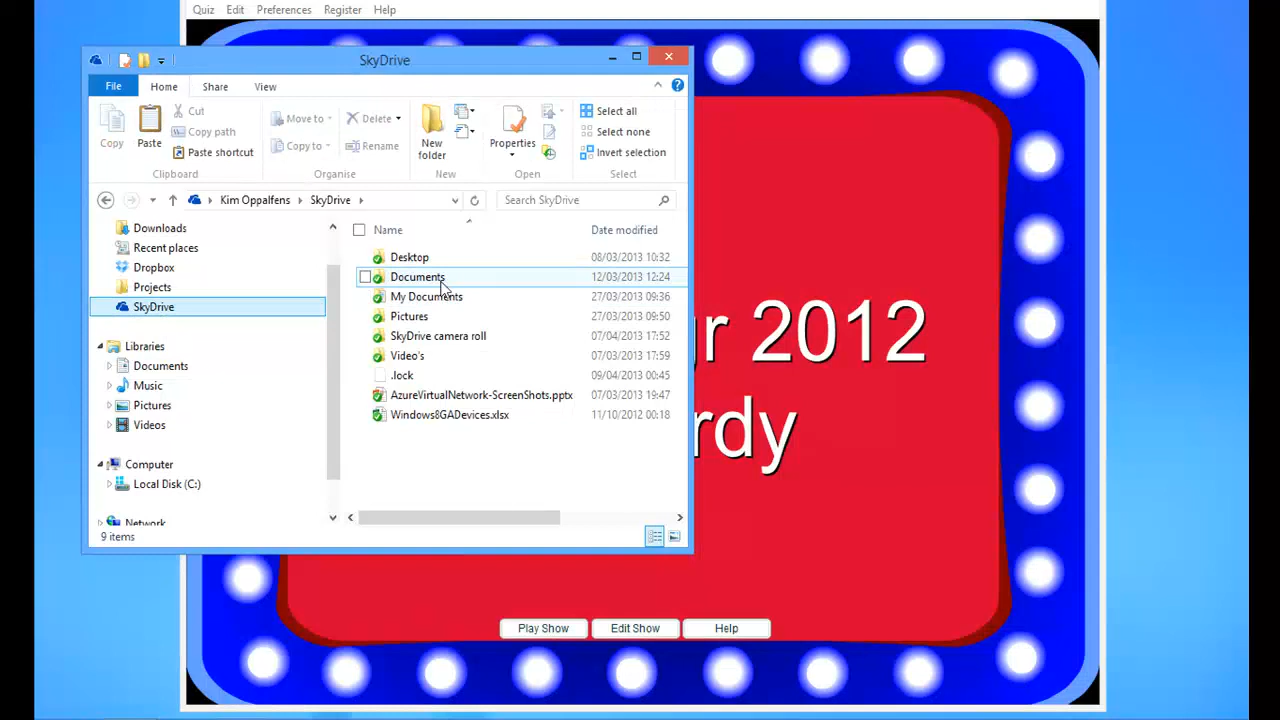 Quiz Edit Preferences Register Help
SkyDrive
File Home Share View
Copy
Paste
Cut
Copy path
Paste shortcut
Clipboard
Move to
Copy to
Delete
Rename
Organise
New folder
New
Properties
Open
Select all
Select none
Invert selection
Select
Kim Oppalfens SkyDrive
Search SkyDrive
Downloads
Recent places
Dropbox
Projects
SkyDrive
Libraries
Documents
Music
Pictures
Videos
Computer
Local Disk (C:)
Network
Name Date modified
Desktop 08/03/2013 10:32
Documents 12/03/2013 12:24
My Documents 27/03/2013 09:36
Pictures 27/03/2013 09:50
SkyDrive camera roll 07/04/2013 17:52
Video's 07/03/2013 17:59
.lock 09/04/2013 00:45
AzureVirtualNetwork-ScreenShots.pptx 07/03/2013 19:47
Windows8GADevices.xlsx 11/10/2012 00:18
9 items
gr 2012
rdy
Play Show Edit Show Help